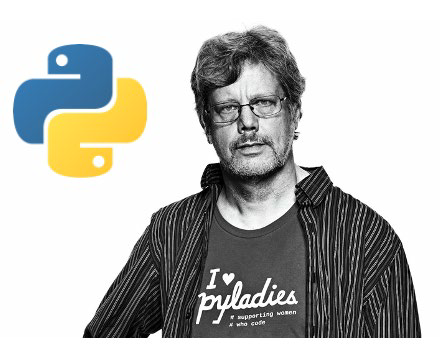 I ♥
pyladies
# supporting women
# who code